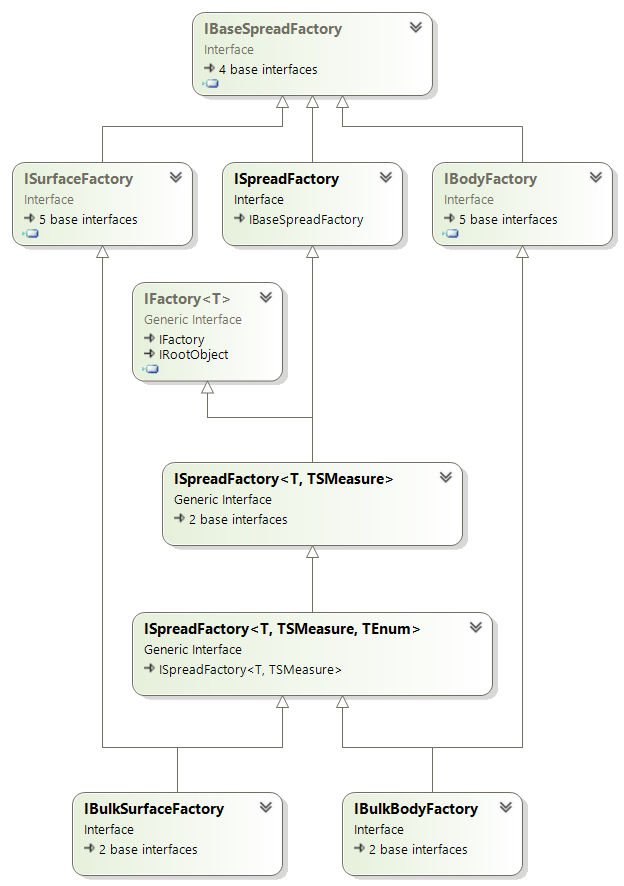 IBaseSpreadFactory
Interface
4 base interfaces
ISurfaceFactory
Interface
5 base interfaces
ISpreadFactory
Interface
IBaseSpreadFactory
IBodyFactory
Interface
5 base interfaces
IFactory<T>
Generic Interface
IFactory
IRootObject
ISpreadFactory<T, TSMeasure>
Generic Interface
2 base interfaces
ISpreadFactory<T, TSMeasure, TEnum>
Generic Interface
ISpreadFactory<T, TSMeasure>
IBulkSurfaceFactory
Interface
2 base interfaces
IBulkBodyFactory
Interface
2 base interfaces